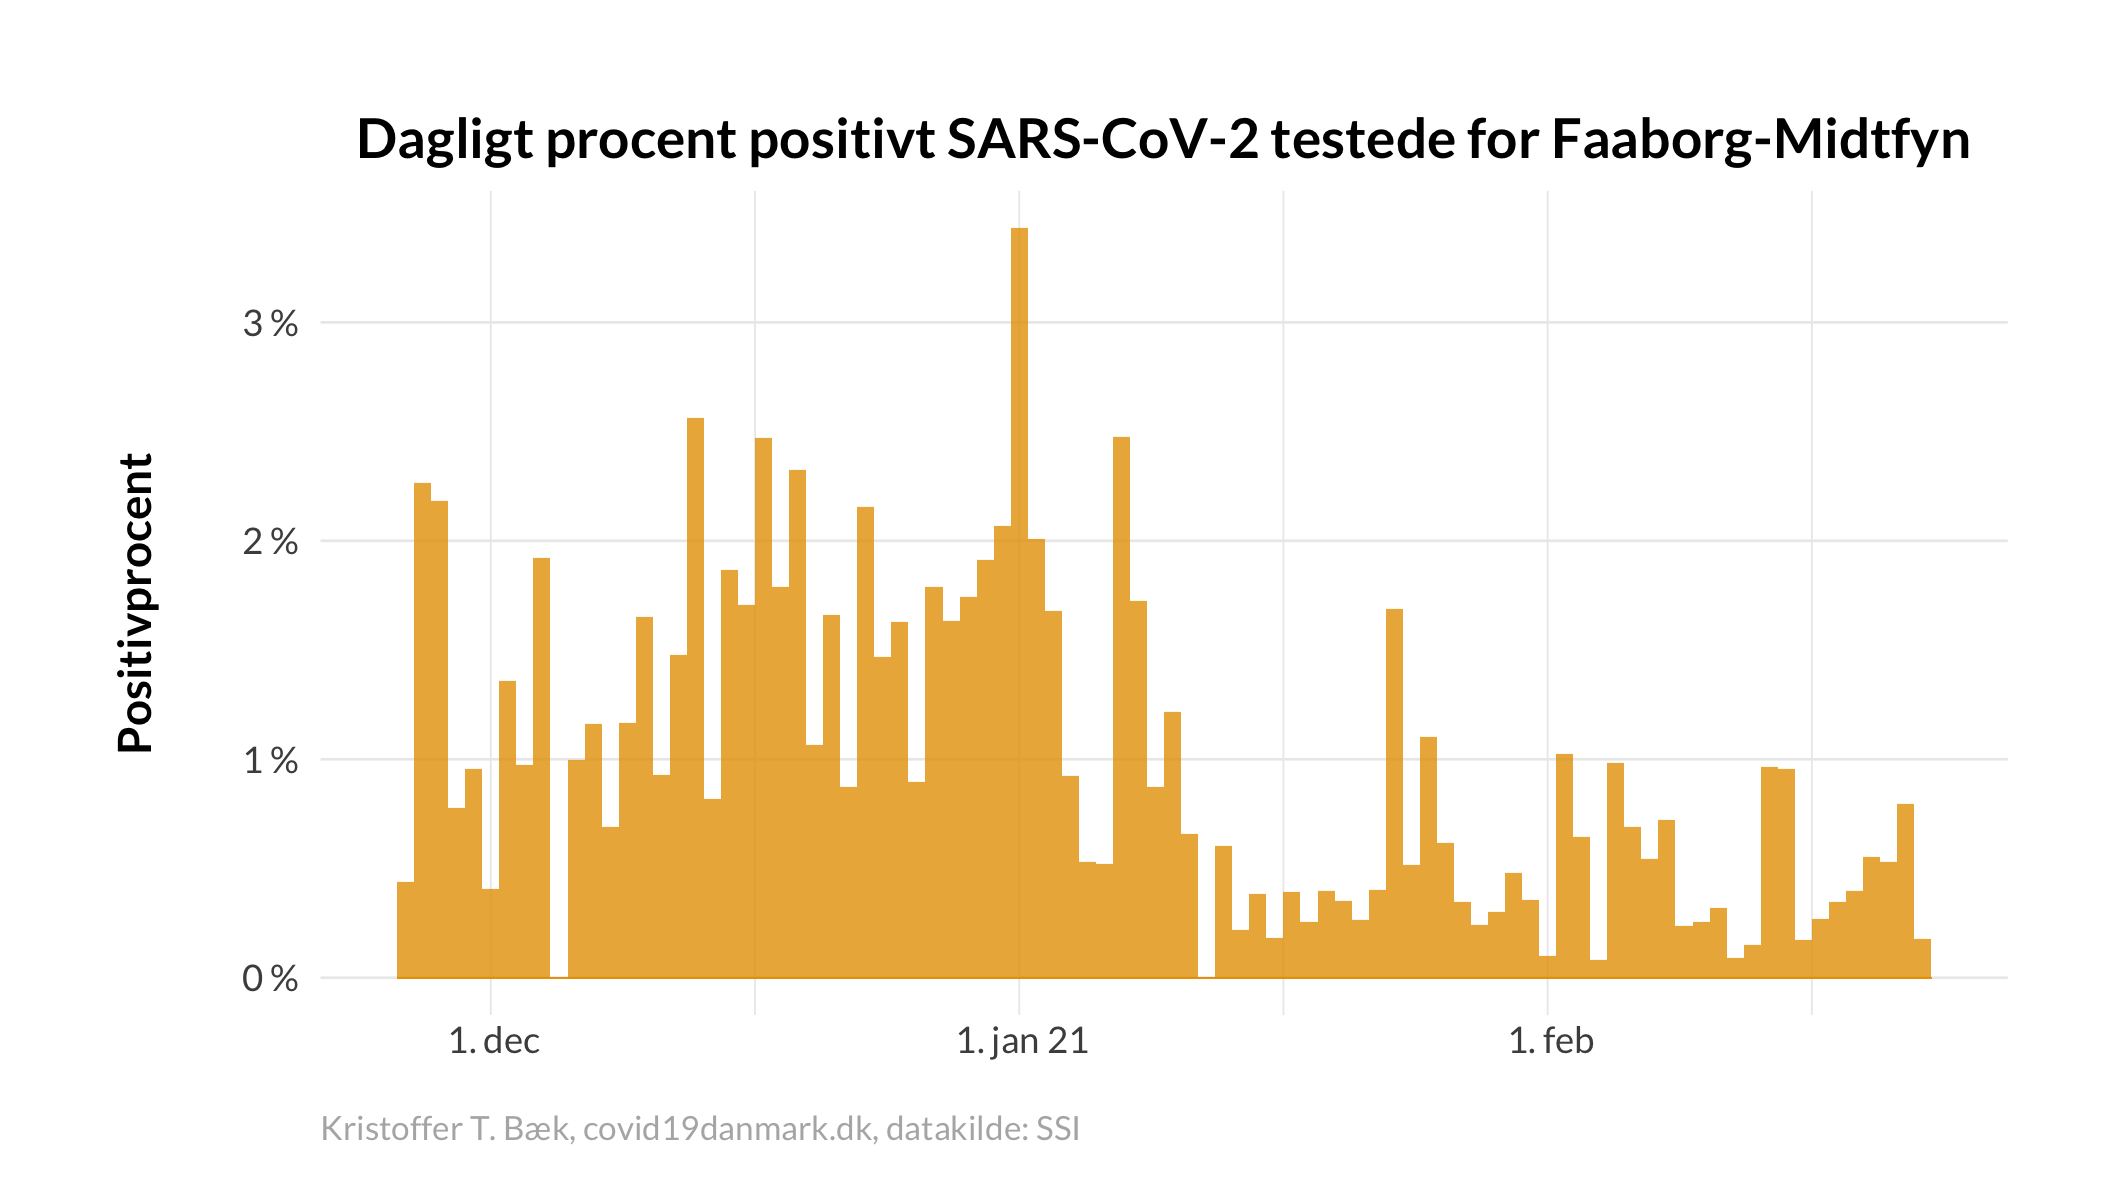 Dagligt procent positivt SARS-CoV-2 testede for Faaborg-Midtfyn
Positivprocent
3 %
2 %
1 %
0 %
1. dec
1. jan 21
1. feb
Kristoffer T. Bæk, covid19danmark.dk, datakilde: SSI